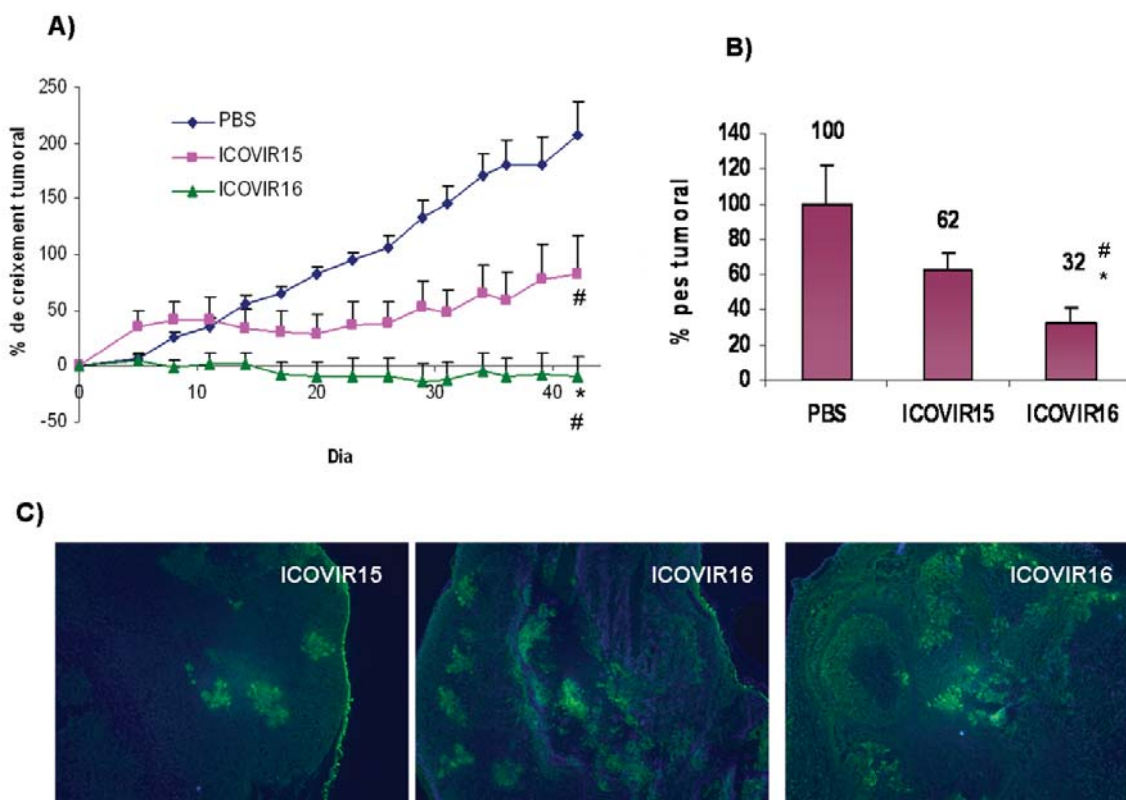 A)
% de creixement tumoral
250
200
150
100
50
0
-50
0
10
20
30
40
PBS
ICOVIR15
ICOVIR16
#
*
#
Dia
B)
% pes tumoral
140
120
100
80
60
40
20
0
100
62
32
#
*
PBS
ICOVIR15
ICOVIR16
C)
ICOVIR15
ICOVIR16
ICOVIR16